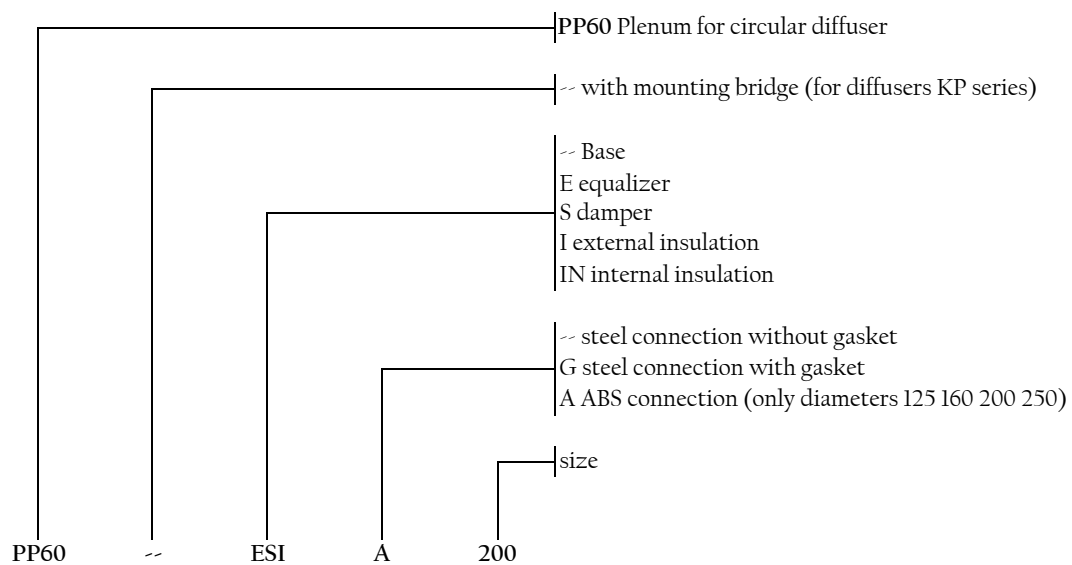 PP60 Plenum for circular diffuser
-- with mounting bridge (for diffusers KP series)
-- Base
E equalizer
S damper
I external insulation
IN internal insulation
-- steel connection without gasket
G steel connection with gasket
A ABS connection (only diameters 125 160 200 250)
size
PP60 -- ESI A 200